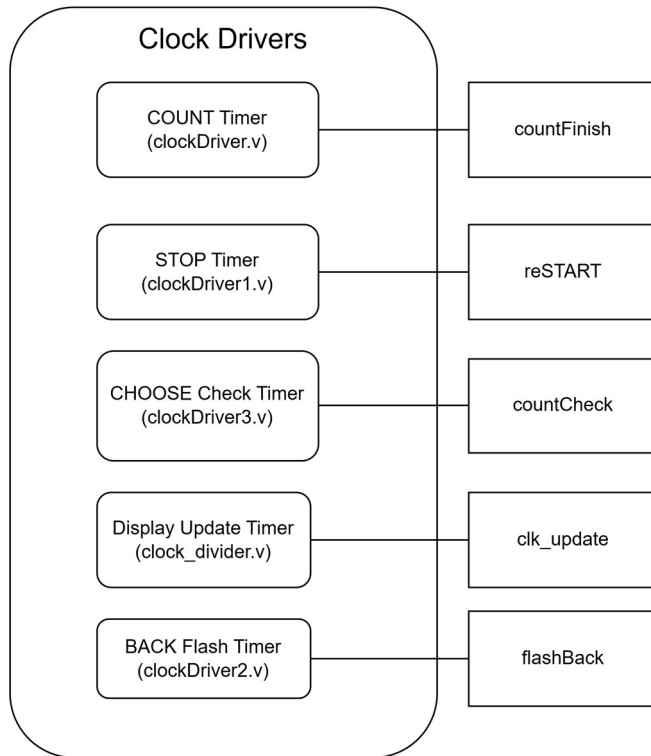 Clock Drivers
COUNT Timer
(clockDriver.v)
countFinish
STOP Timer
(clockDriver1.v)
reSTART
CHOOSE Check Timer
(clockDriver3.v)
countCheck
Display Update Timer
(clock_divider.v)
clk_update
BACK Flash Timer
(clockDriver2.v)
flashBack